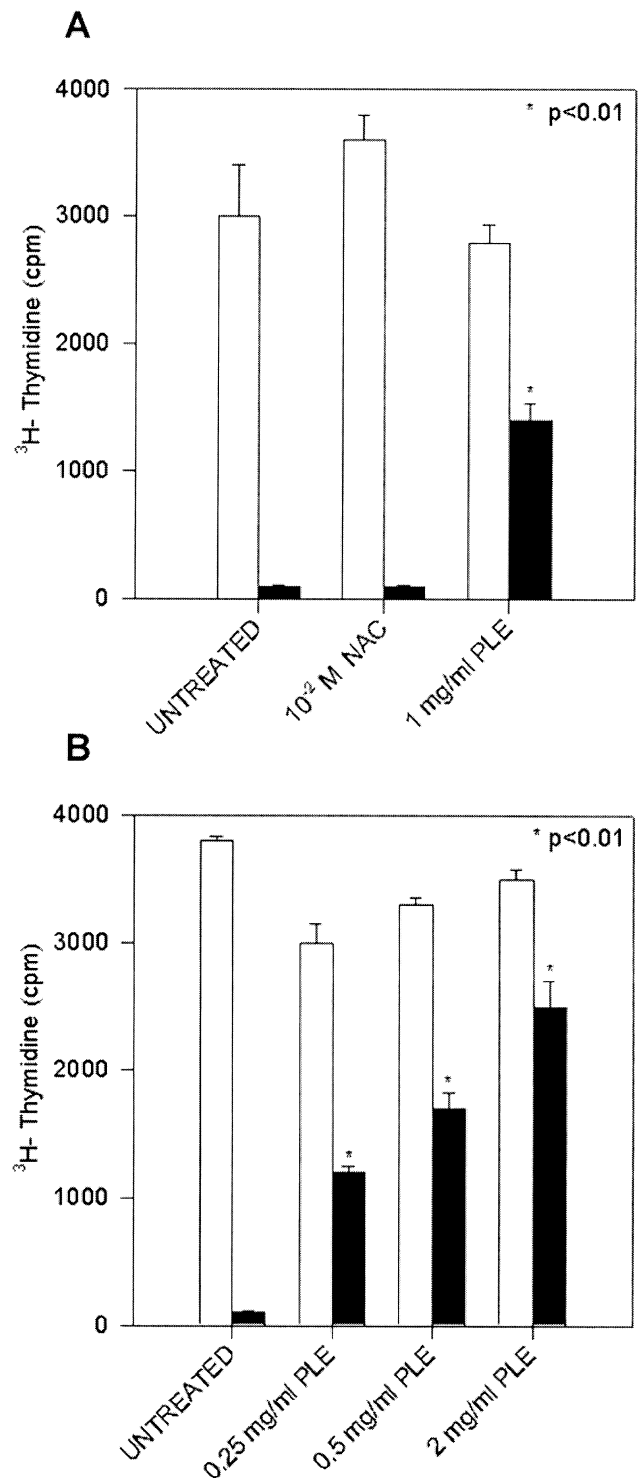 A
4000
* p<0.01
3000
2000
1000
0
³H- Thymidine (cpm)
*
UNTREATED
10⁻² M NAC
1 mg/ml PLE
B
4000
* p<0.01
3000
2000
1000
0
³H- Thymidine (cpm)
*
*
*
UNTREATED
0.25 mg/ml PLE
0.5 mg/ml PLE
2 mg/ml PLE